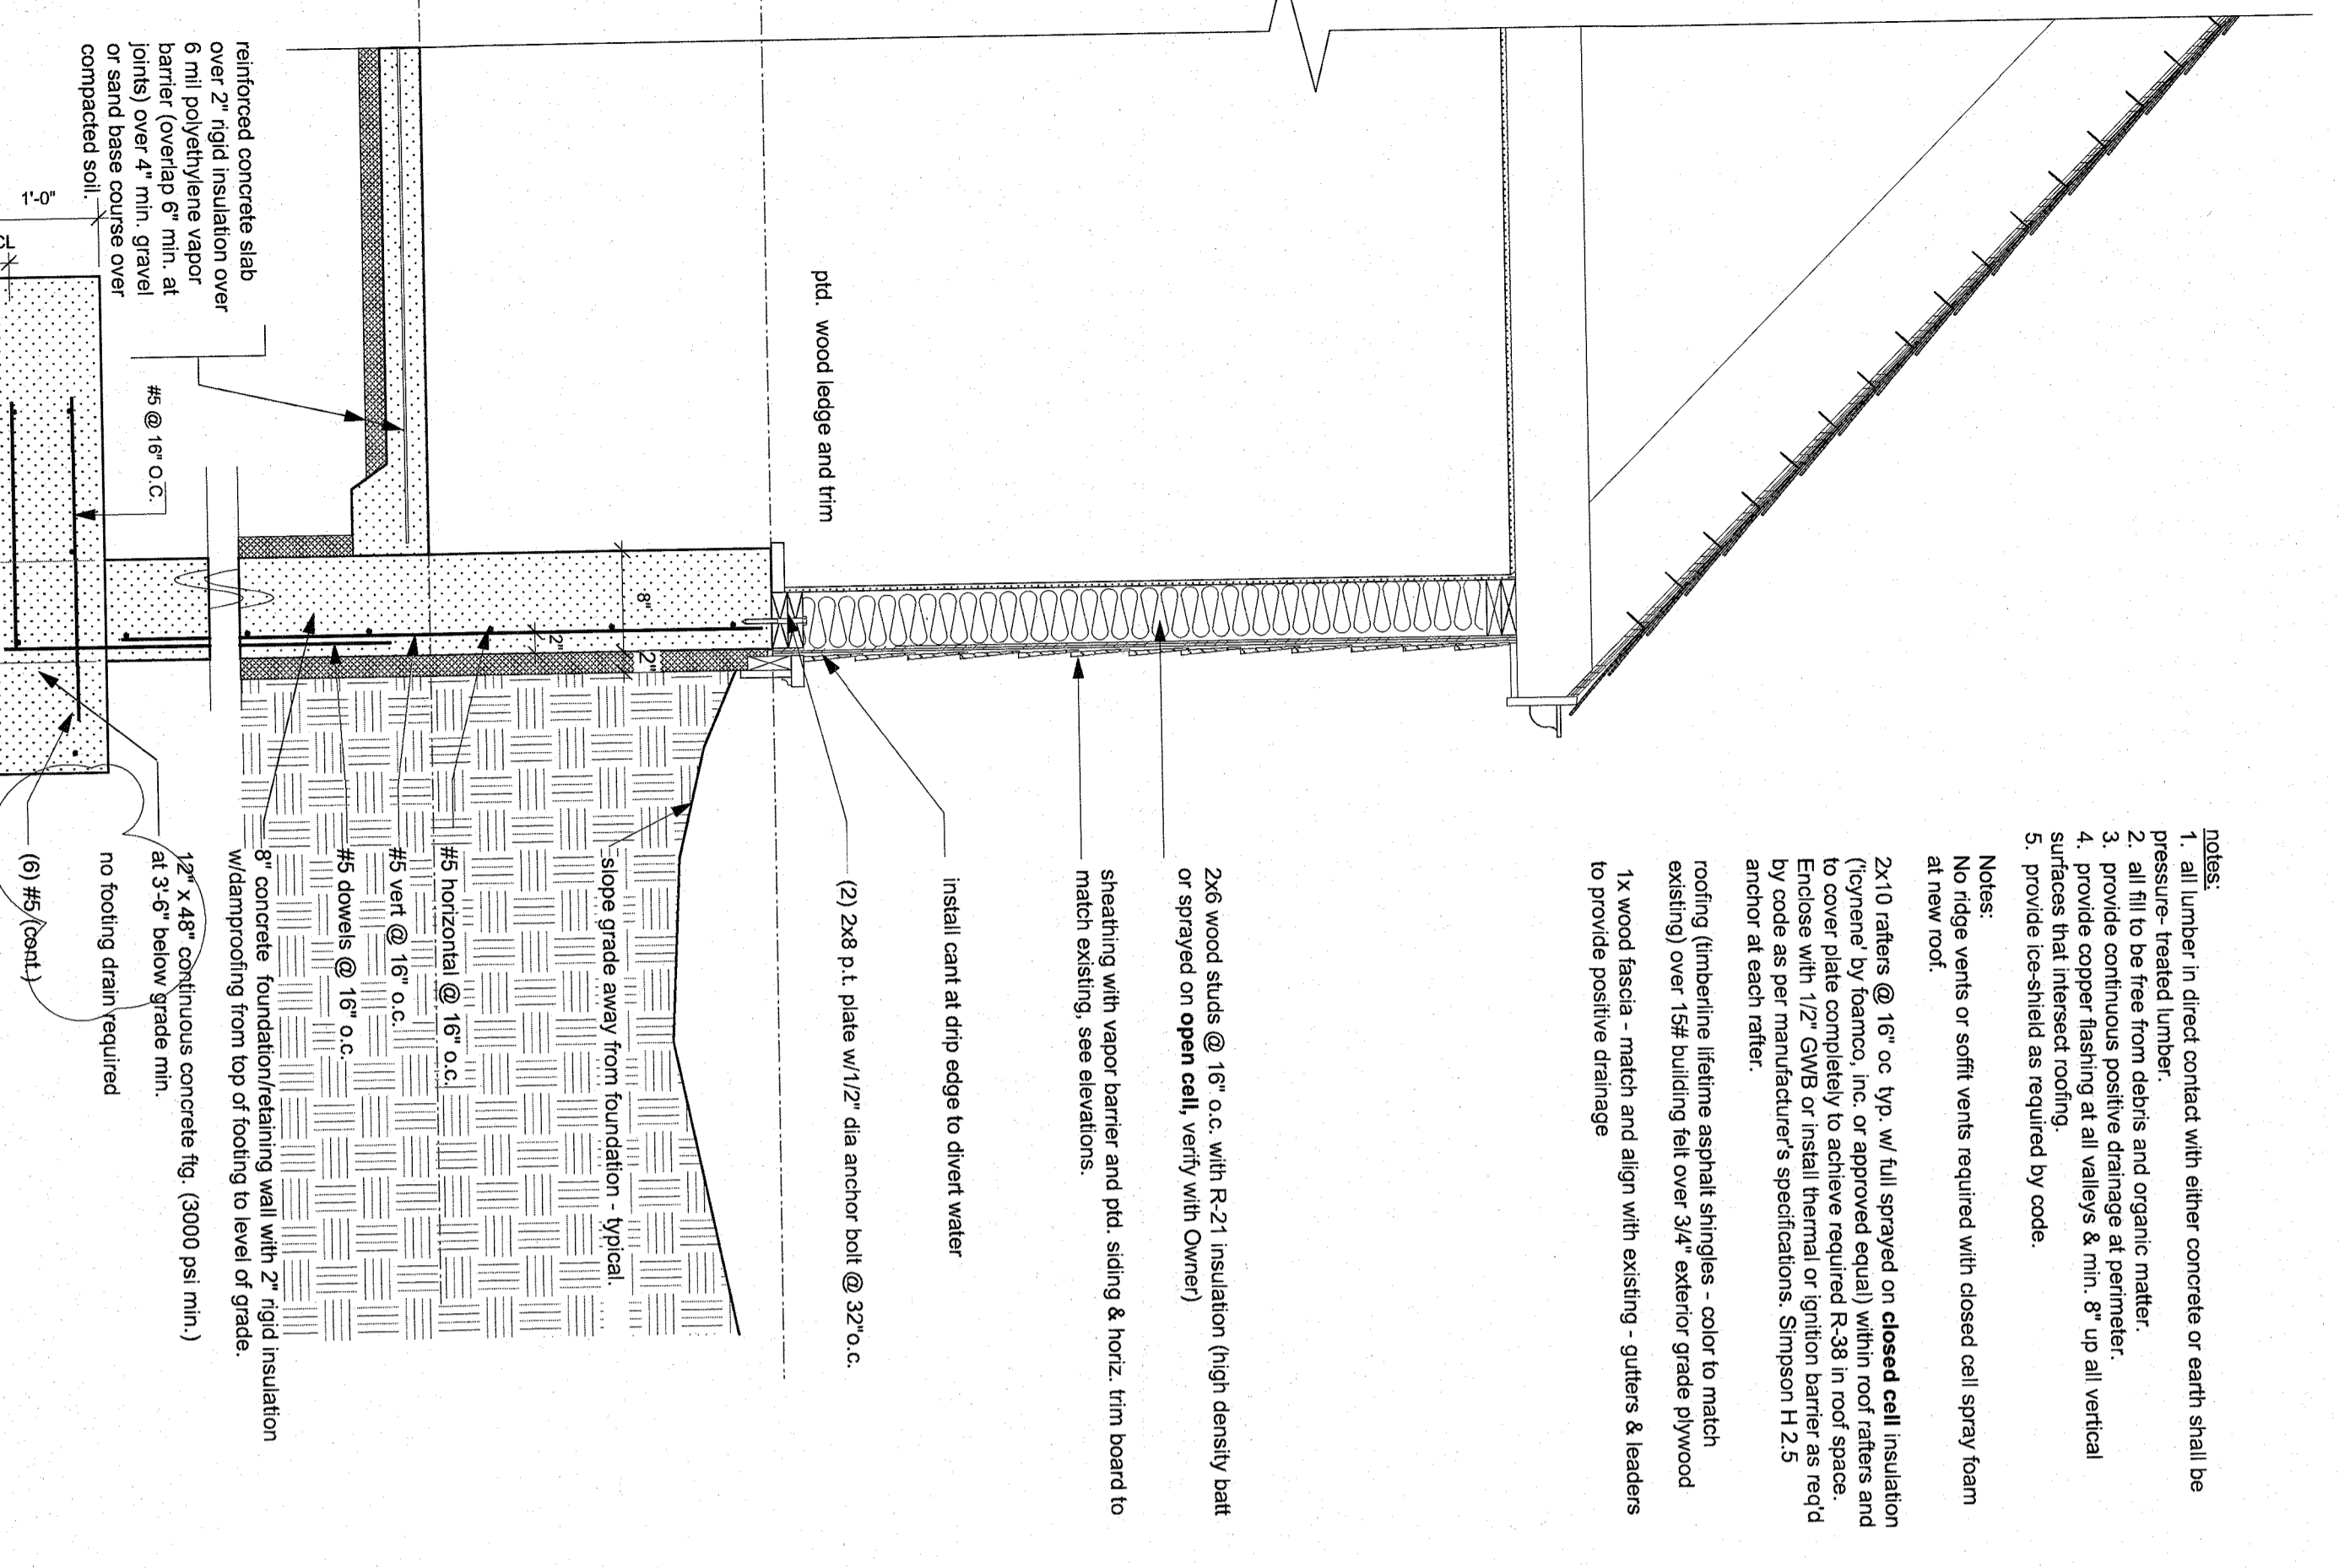 notes:
1. all lumber in direct contact with either concrete or earth shall be
pressure- treated lumber.
2. all fill to be free from debris and organic matter.
3. provide continuous positive drainage at perimeter.
4. provide copper flashing at all valleys & min. 8" up all vertical
surfaces that intersect roofing.
5. provide ice-shield as required by code.
Notes:
No ridge vents or soffit vents required with closed cell spray foam
at new roof.
2x10 rafters @ 16" oc typ. w/ full sprayed on closed cell insulation
('icynene' by foamco, inc. or approved equal) within roof rafters and
to cover plate completely to achieve required R-38 in roof space.
Enclose with 1/2" GWB or install thermal or ignition barrier as req'd
by code as per manufacturer's specifications. Simpson H 2.5
anchor at each rafter.
roofing (timberline lifetime asphalt shingles - color to match
existing) over 15# building felt over 3/4" exterior grade plywood
1x wood fascia - match and align with existing - gutters & leaders
to provide positive drainage
2x6 wood studs @ 16" o.c. with R-21 insulation (high density batt
or sprayed on open cell, verify with Owner)
sheathing with vapor barrier and ptd. siding & horiz. trim board to
match existing, see elevations.
install cant at drip edge to divert water
(2) 2x8 p.t. plate w/1/2" dia anchor bolt @ 32"o.c.
ptd. wood ledge and trim
8"
2"
2"
slope grade away from foundation - typical.
#5 horizontal @ 16" o.c.
#5 vert @ 16" o.c.
#5 dowels @ 16" o.c.
8" concrete foundation/retaining wall with 2" rigid insulation
w/damproofing from top of footing to level of grade.
12" x 48" continuous concrete ftg. (3000 psi min.)
at 3'-6" below grade min.
no footing drain required
(6) #5 (cont.)
reinforced concrete slab
over 2" rigid insulation over
6 mil polyethylene vapor
barrier (overlap 6" min. at
joints) over 4" min. gravel
or sand base course over
compacted soil.
#5 @ 16" O.C.
1'-0"